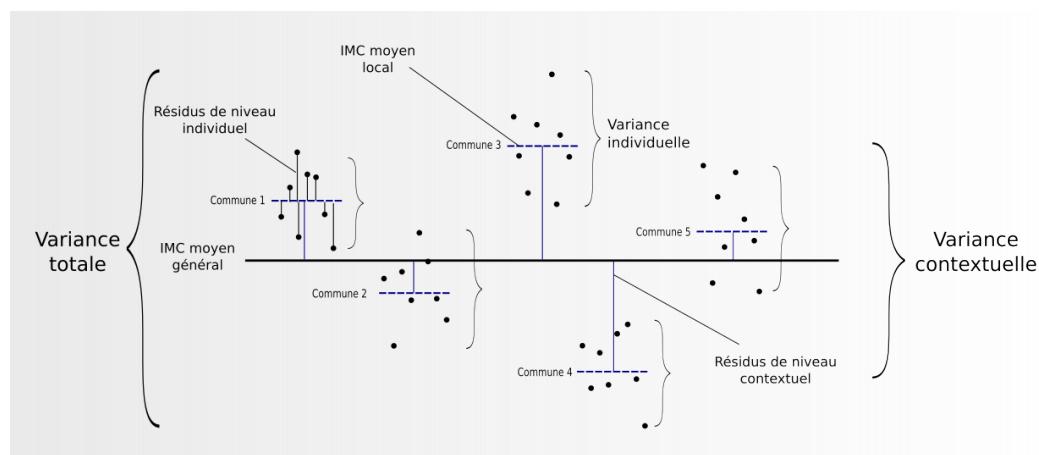 IMC moyen
local
Résidus de niveau
individuel
Variance
individuelle
Commune 3
Commune 1
Commune 5
Variance
totale
IMC moyen
général
Variance
contextuelle
Commune 2
Commune 4
Résidus de niveau
contextuel